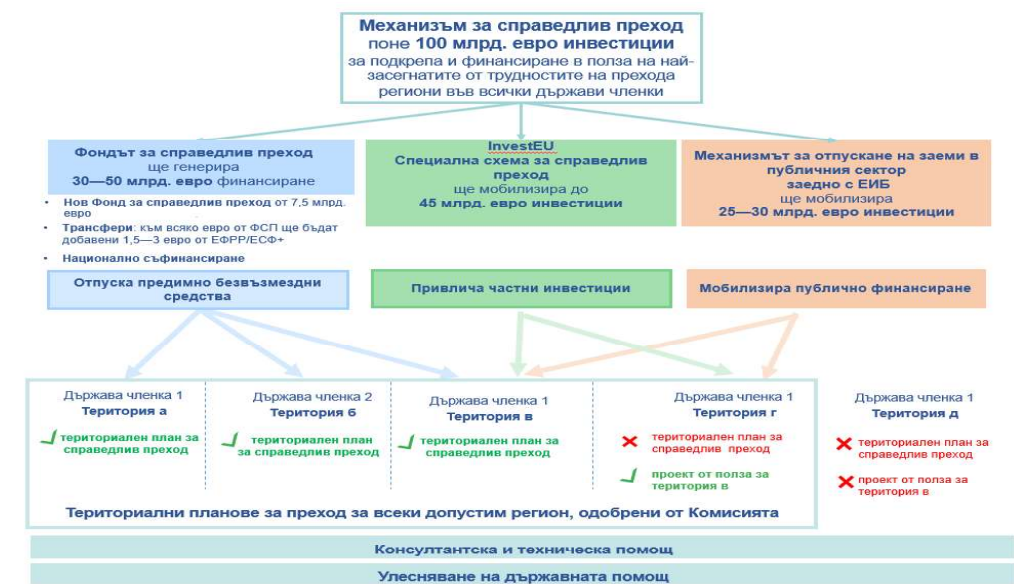 Механизъм за справедлив преход
поне 100 млрд. евро инвестиции
за подкрепа и финансиране в полза на най-
засегнатите от трудностите на прехода
региони във всички държави членки
Фондът за справедлив преход
ще генерира
30—50 млрд. евро финансиране
• Нов Фонд за справедлив преход от 7,5 млрд.
евро
• Трансфери: към всяко евро от ФСП ще бъдат
добавени 1,5—3 евро от ЕФРР/ЕСФ+
• Национално съфинансиране
InvestEU
Специална схема за справедлив
преход
ще мобилизира до
45 млрд. евро инвестиции
Механизмът за отпускане на заеми в
публичния сектор
заедно с ЕИБ
ще мобилизира
25—30 млрд. евро инвестиции
Отпуска предимно безвъзмездни
средства
Привлича частни инвестиции
Мобилизира публично финансиране
Държава членка 1
Територия а
териториален план за
справедлив преход
Държава членка 2
Територия б
териториален план
за справедлив преход
Държава членка 1
Територия в
териториален план за
справедлив преход
Държава членка 1
Територия г
териториален план за
справедлив преход
проект от полза за
територия в
Държава членка 1
Територия д
териториален план за
справедлив преход
проект от полза за
територия в
Териториални планове за преход за всеки допустим регион, одобрени от Комисията
Консултантска и техническа помощ
Улесняване на държавната помощ